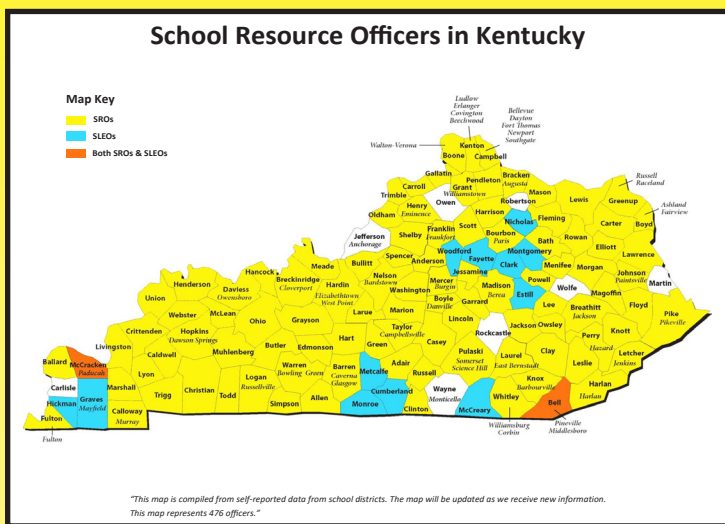 School Resource Officers in Kentucky
Map Key
SROs
SLEOs
Both SROs & SLEOs
Ludlow
Erlanger
Covington
Beechwood
Bellevue
Dayton
Fort Thomas
Newport
Southgate
Walton-Verona
Kenton
Boone
Campbell
Gallatin
Pendleton
Bracken
Augusta
Russell
Raceland
Carroll
Grant
Williamstown
Mason
Trimble
Owen
Robertson
Lewis
Greenup
Henry
Eminence
Harrison
Ashland
Fairview
Oldham
Nicholas
Fleming
Carter
Boyd
Jefferson
Anchorage
Shelby
Franklin
Frankfort
Scott
Bourbon
Paris
Bath
Rowan
Elliott
Woodford
Fayette
Montgomery
Lawrence
Meade
Bullitt
Spencer
Anderson
Clark
Menifee
Morgan
Johnson
Paintsville
Martin
Hancock
Breckinridge
Cloverport
Hardin
Elizabethtown
West Point
Nelson
Bardstown
Jessamine
Powell
Henderson
Daviess
Owensboro
Washington
Mercer
Burgin
Madison
Berea
Estill
Wolfe
Magoffin
Union
Boyle
Danville
Garrard
Lee
Breathitt
Jackson
Floyd
Pike
Pikeville
Webster
McLean
Ohio
Grayson
Larue
Marion
Lincoln
Crittenden
Hopkins
Dawson Springs
Taylor
Campbellsville
Rockcastle
Jackson
Owsley
Perry
Hazard
Knott
Livingston
Caldwell
Muhlenberg
Butler
Edmonson
Hart
Green
Casey
Pulaski
Somerset
Science Hill
Laurel
East Bernstadt
Clay
Leslie
Letcher
Jenkins
Ballard
McCracken
Paducah
Lyon
Warren
Bowling Green
Barren
Caverna
Glasgow
Metcalfe
Adair
Russell
Knox
Barbourville
Harlan
Harlan
Carlisle
Marshall
Trigg
Christian
Todd
Logan
Russellville
Simpson
Allen
Cumberland
Wayne
Monticello
Whitley
Bell
Hickman
Graves
Mayfield
Calloway
Murray
Monroe
Clinton
McCreary
Williamsburg
Corbin
Pineville
Middlesboro
Fulton
Fulton
"This map is compiled from self-reported data from school districts. The map will be updated as we receive new information.
This map represents 476 officers."